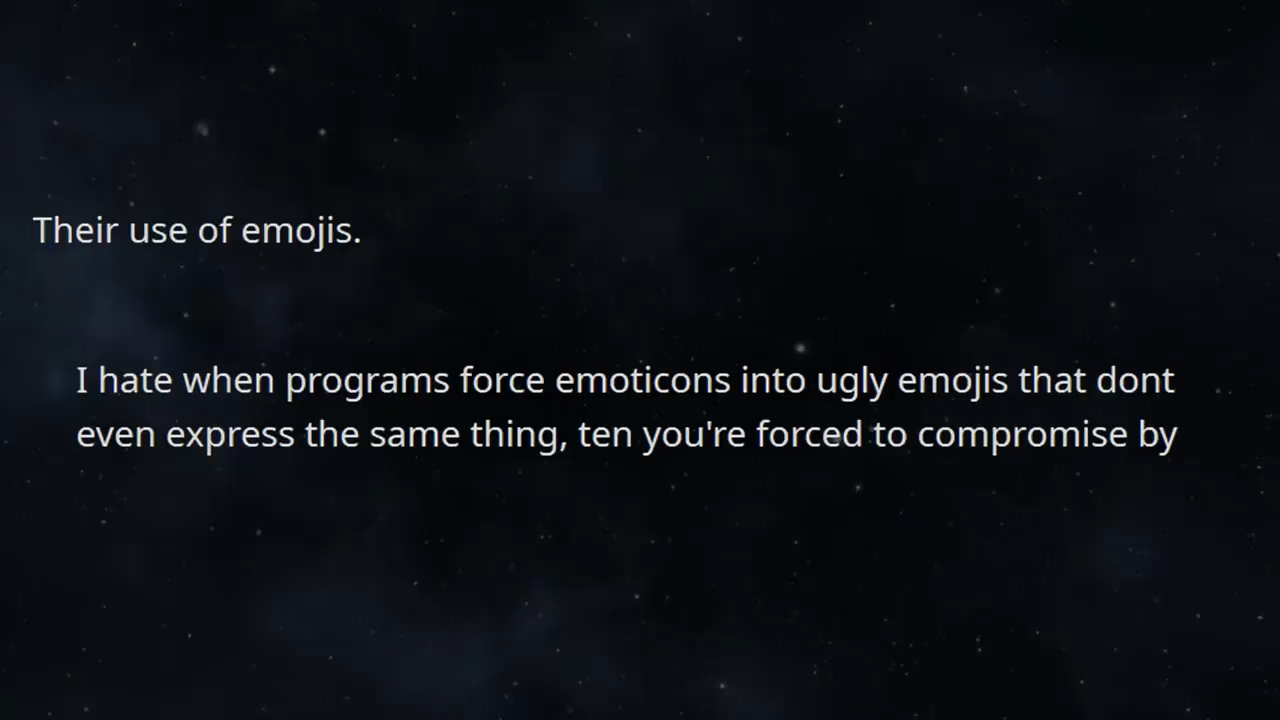 Their use of emojis.
I hate when programs force emoticons into ugly emojis that dont
even express the same thing, ten you're forced to compromise by